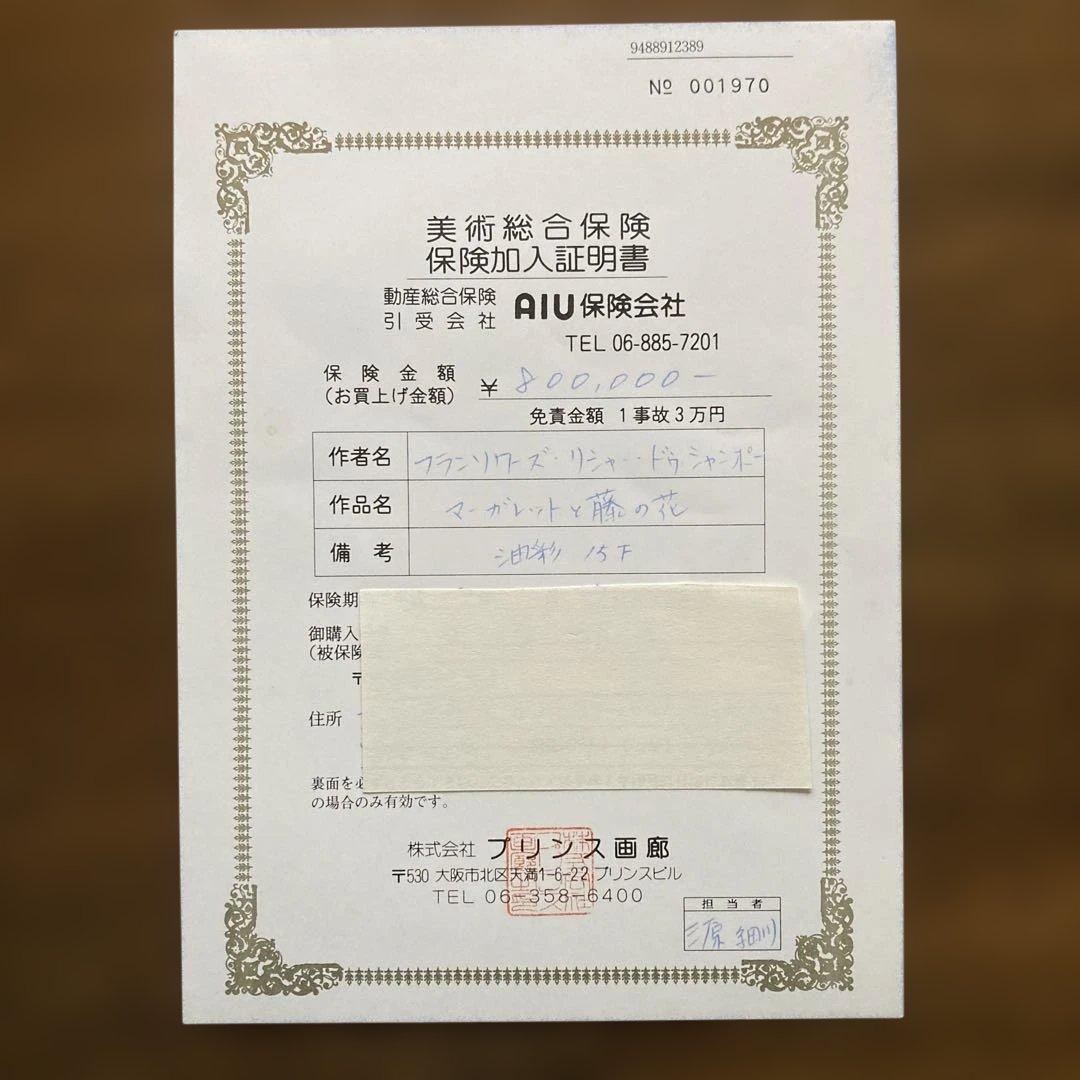 9488912389
№ 001970
美術総合保険
保険加入証明書
動産総合保険
引受会社
AIU保険会社
TEL 06-885-7201
保険金額
(お買上げ金額)
¥ 800,000-
免責金額 1事故3万円
作者名 フランソワーズ・リシャー・ドゥシャンポー
作品名 マーガレットと藤の花
備考 油彩 15F
保険期
御購入
(被保険
〒
住所
裏面を必
の場合のみ有効です。
株式会社 プリンス画廊
〒530 大阪市北区天満1-6-22 プリンスビル
TEL 06-358-6400
担当者
三原 細川